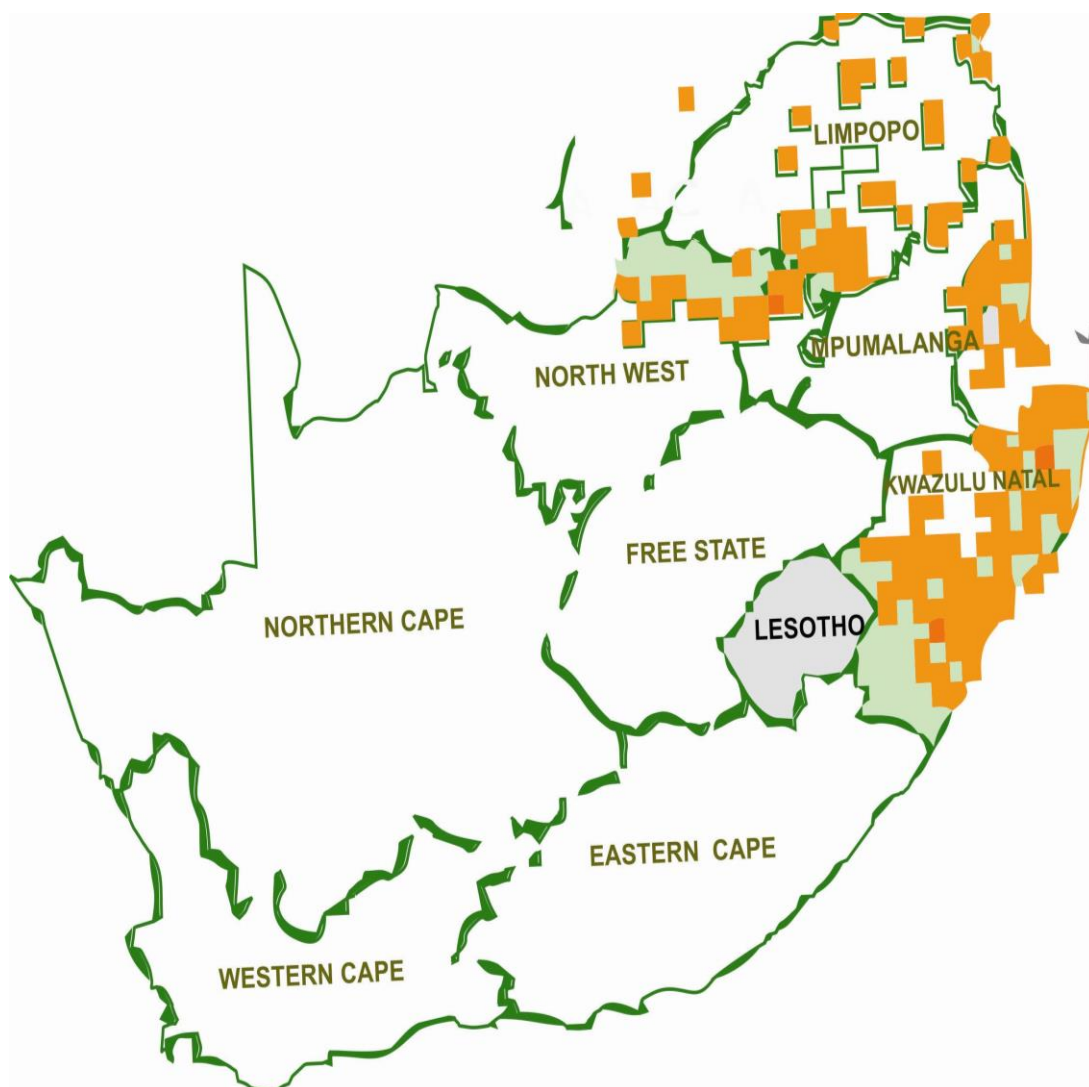 LIMPOPO
MPUMALANGA
NORTH WEST
KWAZULU NATAL
FREE STATE
NORTHERN CAPE
LESOTHO
EASTERN CAPE
WESTERN CAPE